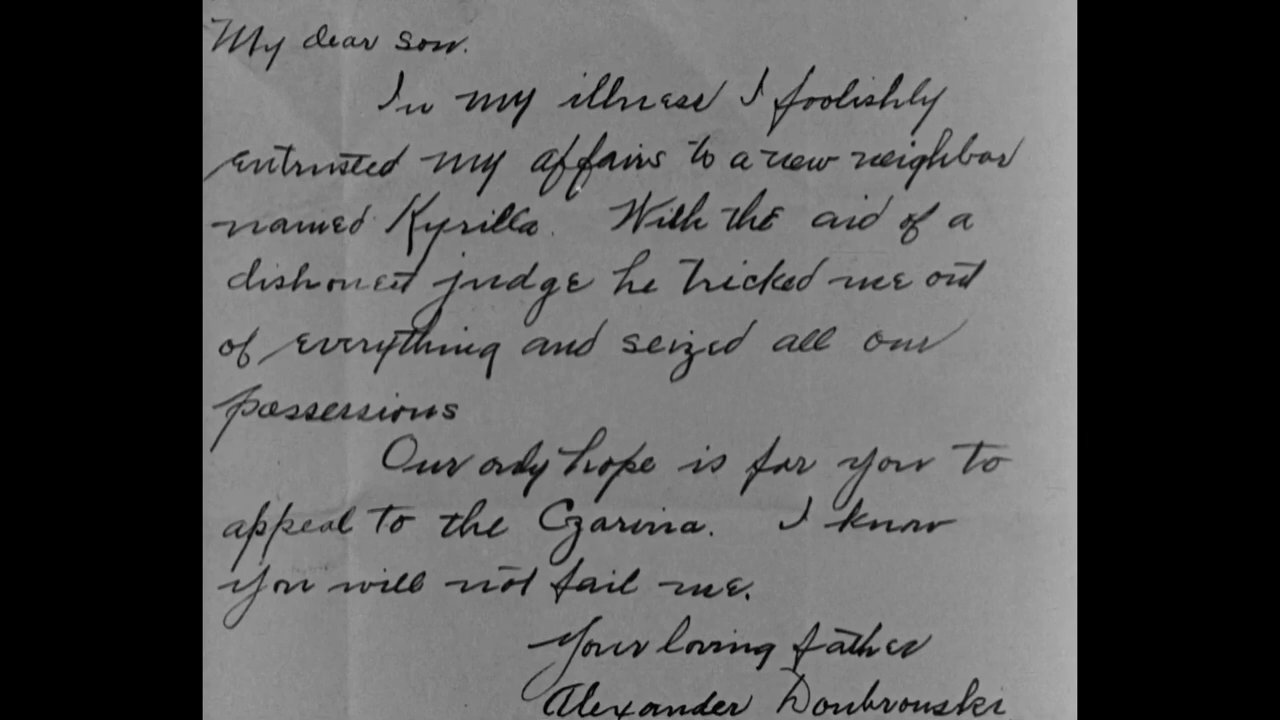 My dear son.
In my illness I foolishly
entrusted my affairs to a new neighbor
named Kyrilla. With the aid of a
dishonest judge he tricked me out
of everything and seized all our
possessions
Our only hope is for you to
appeal to the Czarina. I know
you will not fail me.
Your loving father
Alexander Doubrouski